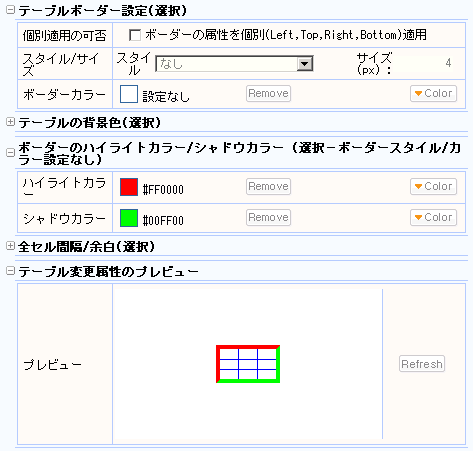 テーブルボーダー設定(選択)
個別適用の可否
ボーダーの属性を個別(Left,Top,Right,Bottom)適用
スタイル/サイズ
スタイル
なし
サイズ(px) :
4
ボーダーカラー
設定なし
Remove
Color
テーブルの背景色(選択)
ボーダーのハイライトカラー/シャドウカラー (選択-ボーダースタイル/カラー設定なし)
ハイライトカラー
#FF0000
Remove
Color
シャドウカラー
#00FF00
Remove
Color
全セル間隔/余白(選択)
テーブル変更属性のプレビュー
プレビュー
Refresh